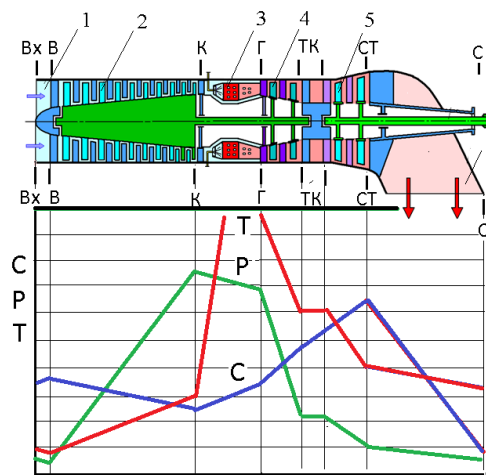 1 2 3 4 5
Вх В К Г ТК СТ С
Вх В К Г ТК СТ С
С Р Т
Т
Р
С